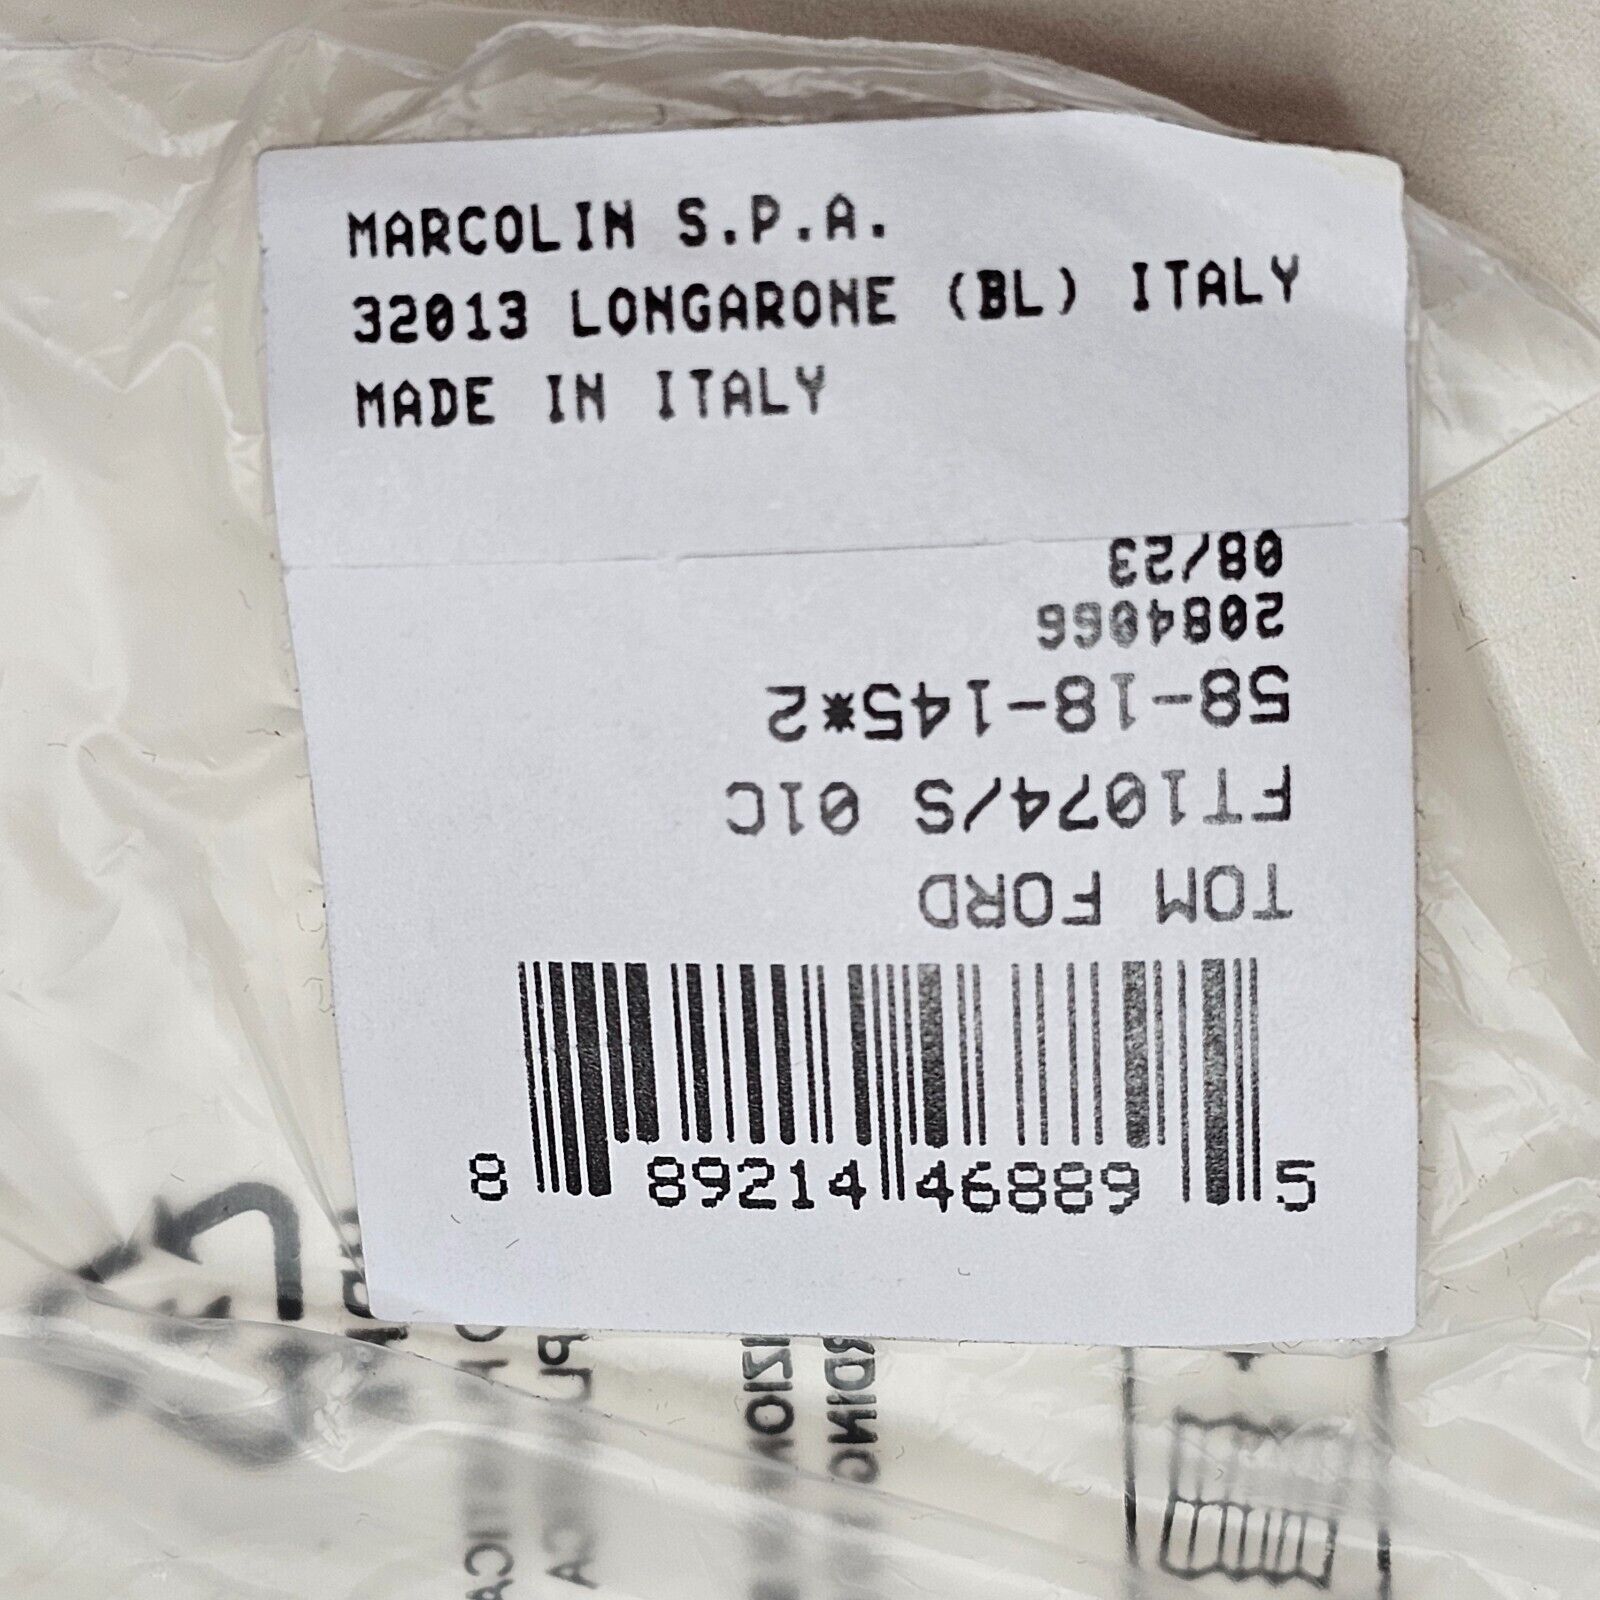 MARCOLIN S.P.A.
32013 LONGARONE (BL) ITALY
MADE IN ITALY
TOM FORD
FT1074/S 01C
58-18-145*2
2084066
08/23
8 89214 46889 5